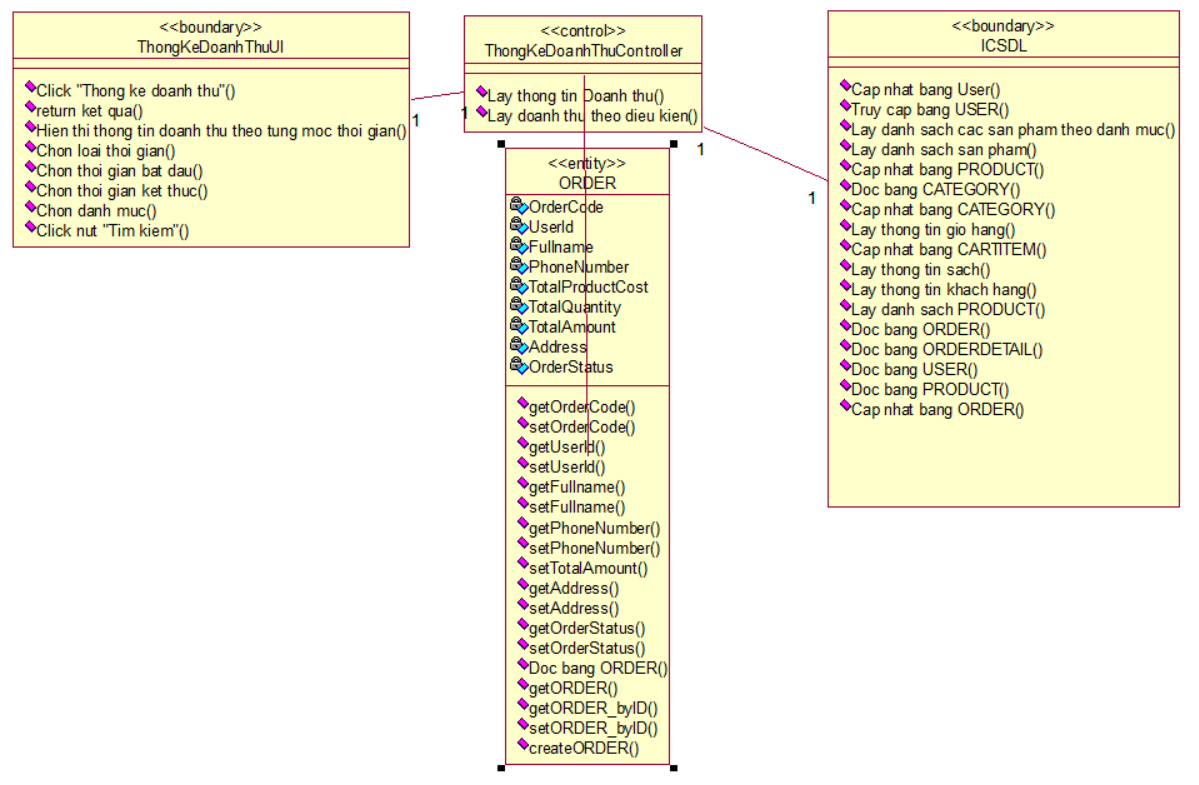 <<boundary>>
ThongKeDoanhThuUI
Click "Thong ke doanh thu"()
return ket qua()
Hien thi thong tin doanh thu theo tung moc thoi gian()
Chon loai thoi gian()
Chon thoi gian bat dau()
Chon thoi gian ket thuc()
Chon danh muc()
Click nut "Tim kiem"()
1
1
<<control>>
ThongKeDoanhThuController
Lay thong tin Doanh thu()
Lay doanh thu theo dieu kien()
1
1
<<entity>>
ORDER
OrderCode
UserId
Fullname
PhoneNumber
TotalProductCost
TotalQuantity
TotalAmount
Address
OrderStatus
getOrderCode()
setOrderCode()
getUserId()
setUserId()
getFullname()
setFullname()
getPhoneNumber()
setPhoneNumber()
setTotalAmount()
getAddress()
setAddress()
getOrderStatus()
setOrderStatus()
Doc bang ORDER()
getORDER()
getORDER_byID()
setORDER_byID()
createORDER()
<<boundary>>
ICSDL
Cap nhat bang User()
Truy cap bang USER()
Lay danh sach cac san pham theo danh muc()
Lay danh sach san pham()
Cap nhat bang PRODUCT()
Doc bang CATEGORY()
Cap nhat bang CATEGORY()
Lay thong tin gio hang()
Cap nhat bang CARTITEM()
Lay thong tin sach()
Lay thong tin khach hang()
Lay danh sach PRODUCT()
Doc bang ORDER()
Doc bang ORDERDETAIL()
Doc bang USER()
Doc bang PRODUCT()
Cap nhat bang ORDER()